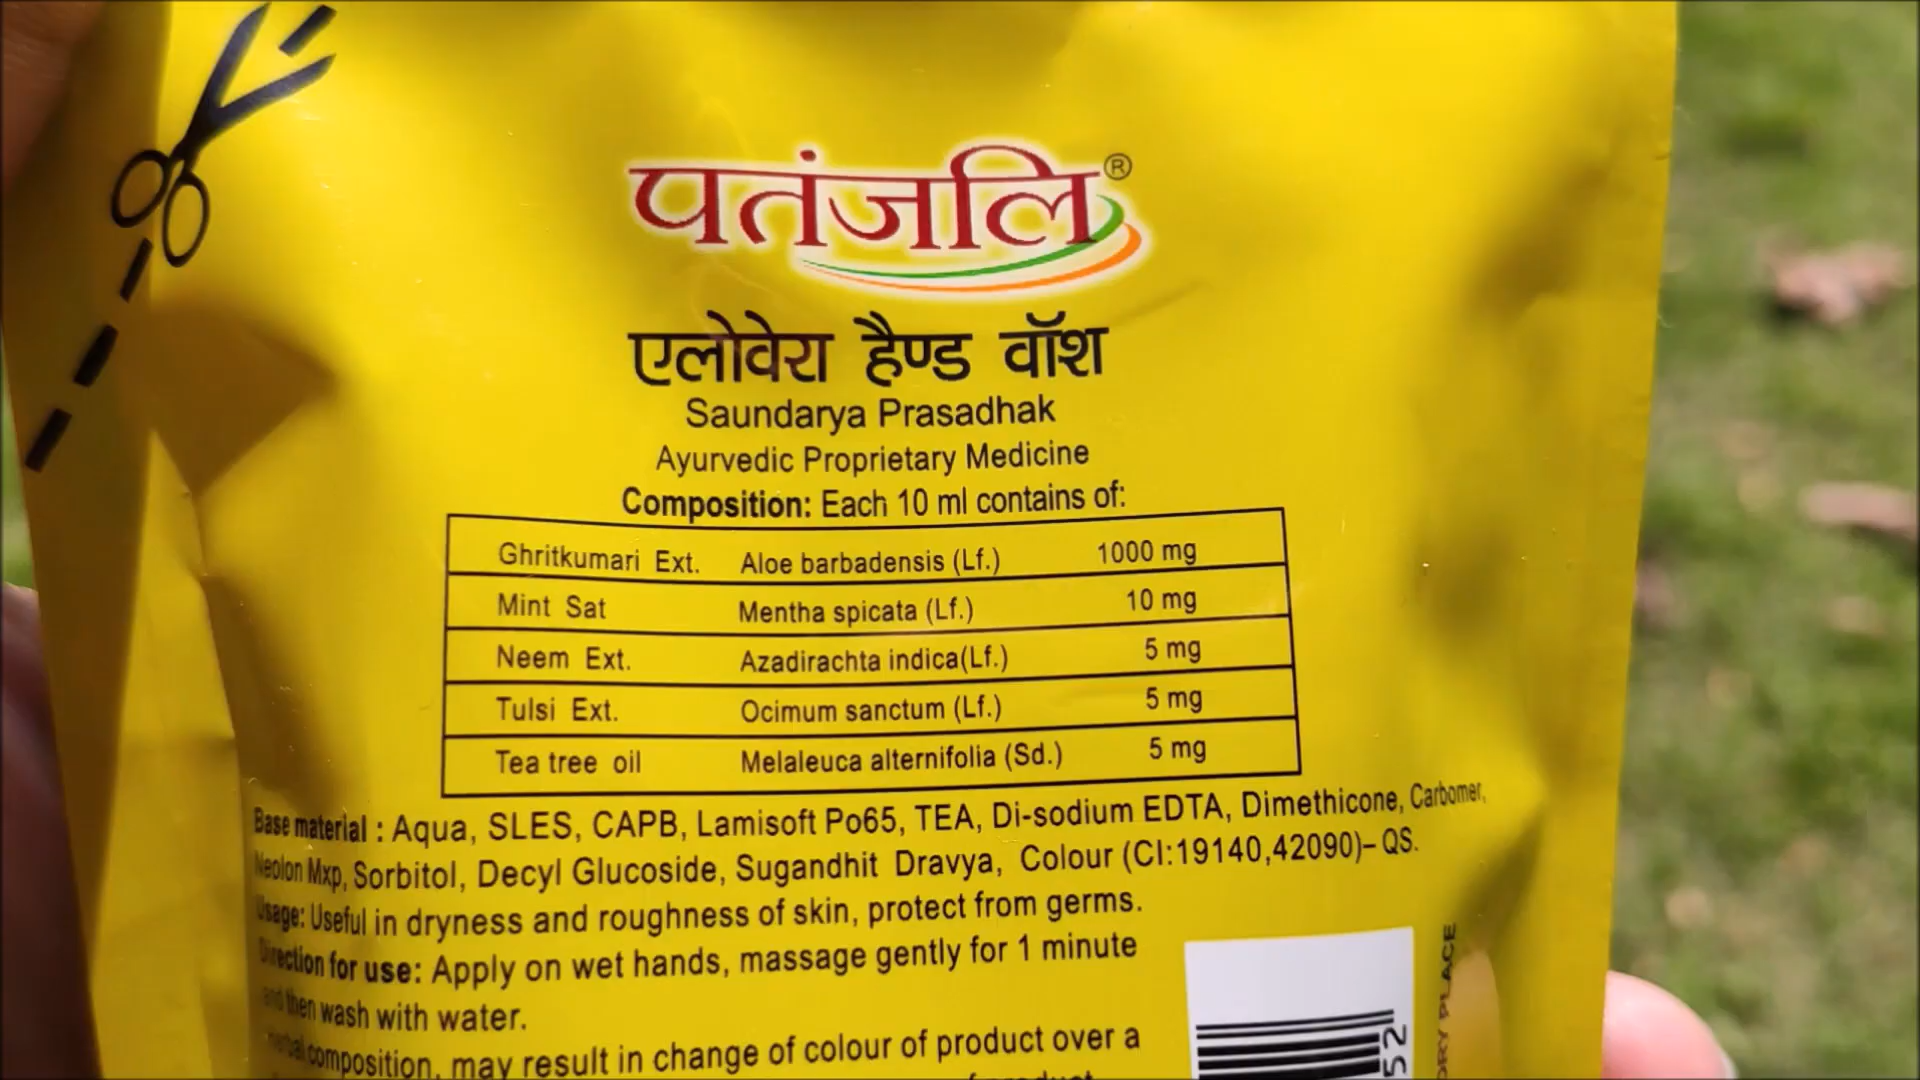 पतंजलि®
एलोवेरा हैण्ड वॉश
Saundarya Prasadhak
Ayurvedic Proprietary Medicine
Composition: Each 10 ml contains of:
Ghritkumari Ext. Aloe barbadensis (Lf.) 1000 mg
Mint Sat Mentha spicata (Lf.) 10 mg
Neem Ext. Azadirachta indica(Lf.) 5 mg
Tulsi Ext. Ocimum sanctum (Lf.) 5 mg
Tea tree oil Melaleuca alternifolia (Sd.) 5 mg
Base material : Aqua, SLES, CAPB, Lamisoft Po65, TEA, Di-sodium EDTA, Dimethicone, Carbomer,
Neolon Mxp, Sorbitol, Decyl Glucoside, Sugandhit Dravya, Colour (CI:19140,42090)– QS.
Usage: Useful in dryness and roughness of skin, protect from germs.
Direction for use: Apply on wet hands, massage gently for 1 minute
and then wash with water.
composition, may result in change of colour of product over a
52
PLACE